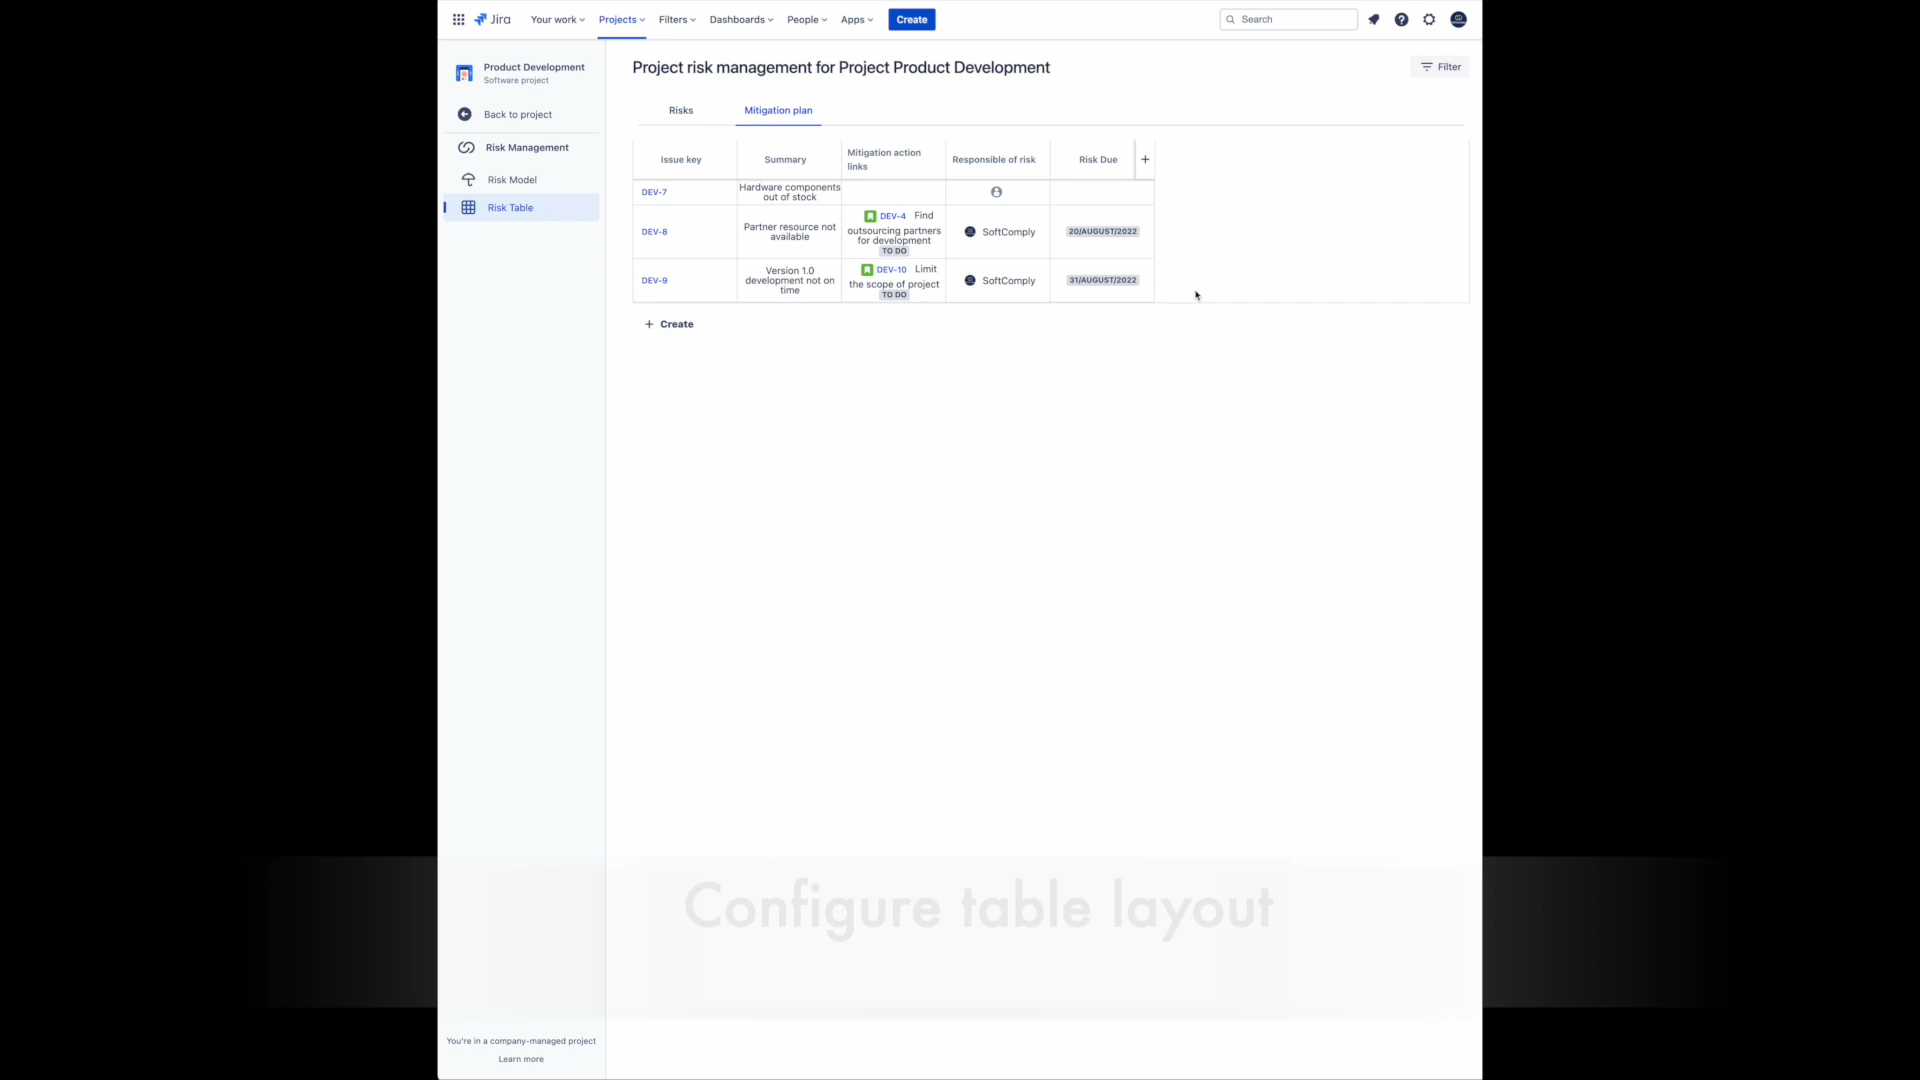 Jira Your work Projects Filters Dashboards People Apps Create Search
Product Development
Software project
Back to project
Risk Management
Risk Model
Risk Table
Project risk management for Project Product Development
Filter
Risks Mitigation plan
Issue key Summary Mitigation action links Responsible of risk Risk Due +
DEV-7 Hardware components out of stock
DEV-8 Partner resource not available DEV-4 Find outsourcing partners for development TO DO SoftComply 20/AUGUST/2022
DEV-9 Version 1.0 development not on time DEV-10 Limit the scope of project TO DO SoftComply 31/AUGUST/2022
+ Create
Configure table layout
You're in a company-managed project
Learn more